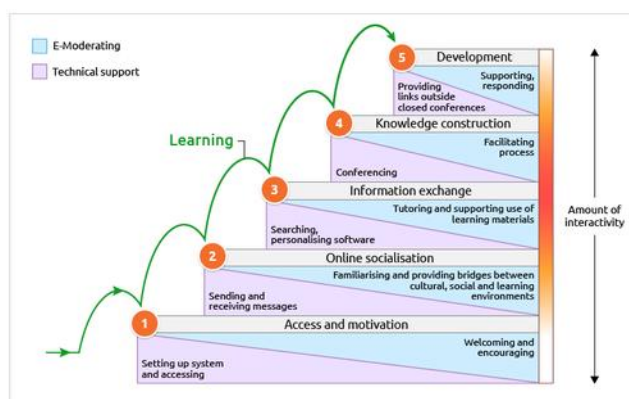 E-Moderating
Technical support
Learning
5
Development
Supporting,
responding
Providing
links outside
closed conferences
4
Knowledge construction
Facilitating
process
Conferencing
3
Information exchange
Tutoring and supporting use of
learning materials
Searching,
personalising software
2
Online socialisation
Familiarising and providing bridges between
cultural, social and learning
environments
Sending and
receiving messages
1
Access and motivation
Welcoming and
encouraging
Setting up system
and accessing
Amount of
interactivity